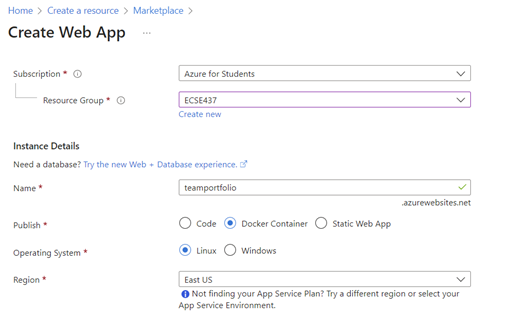 Home > Create a resource > Marketplace >
Create Web App ...
Subscription * Azure for Students
Resource Group * ECSE437
Create new
Instance Details
Need a database? Try the new Web + Database experience.
Name * teamportfolio
.azurewebsites.net
Publish * Code Docker Container Static Web App
Operating System * Linux Windows
Region * East US
Not finding your App Service Plan? Try a different region or select your
App Service Environment.